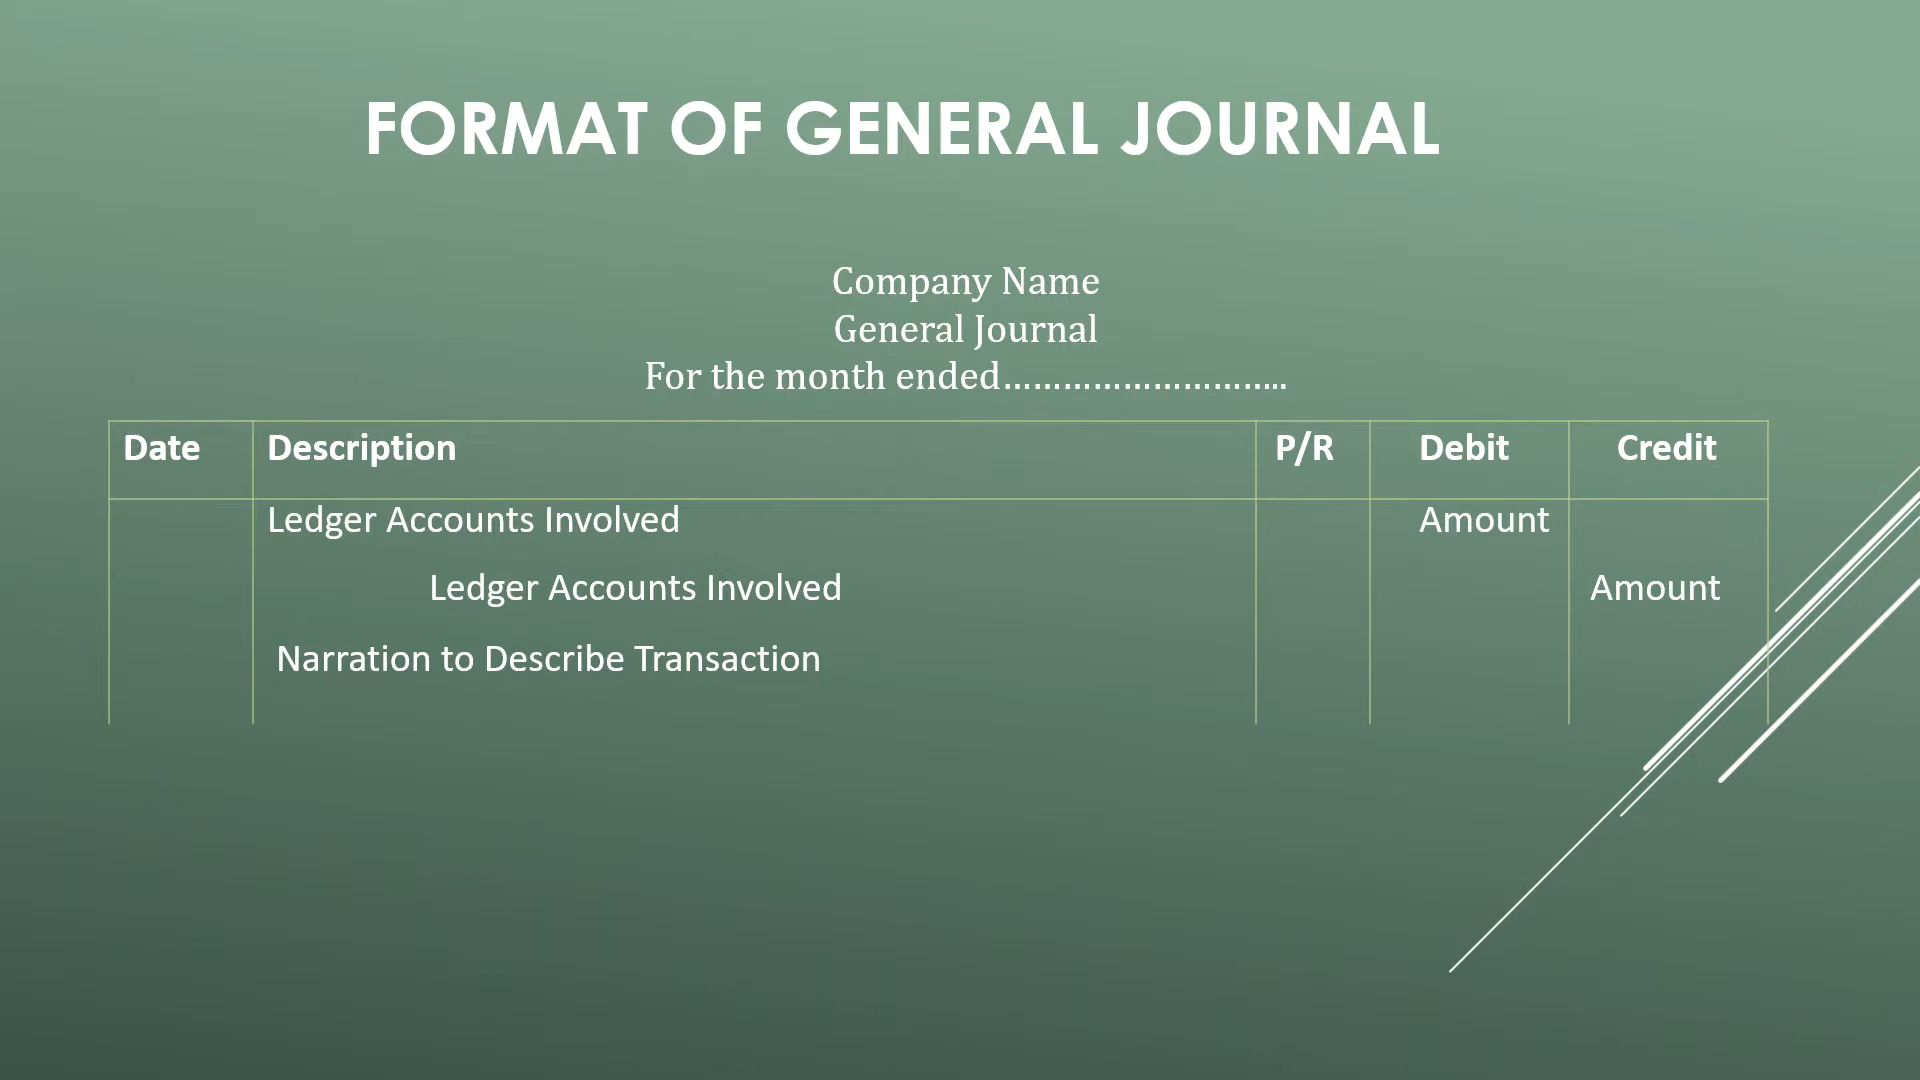 FORMAT OF GENERAL JOURNAL
Company Name
General Journal
For the month ended………………………..
Date Description P/R Debit Credit
Ledger Accounts Involved Amount
Ledger Accounts Involved Amount
Narration to Describe Transaction